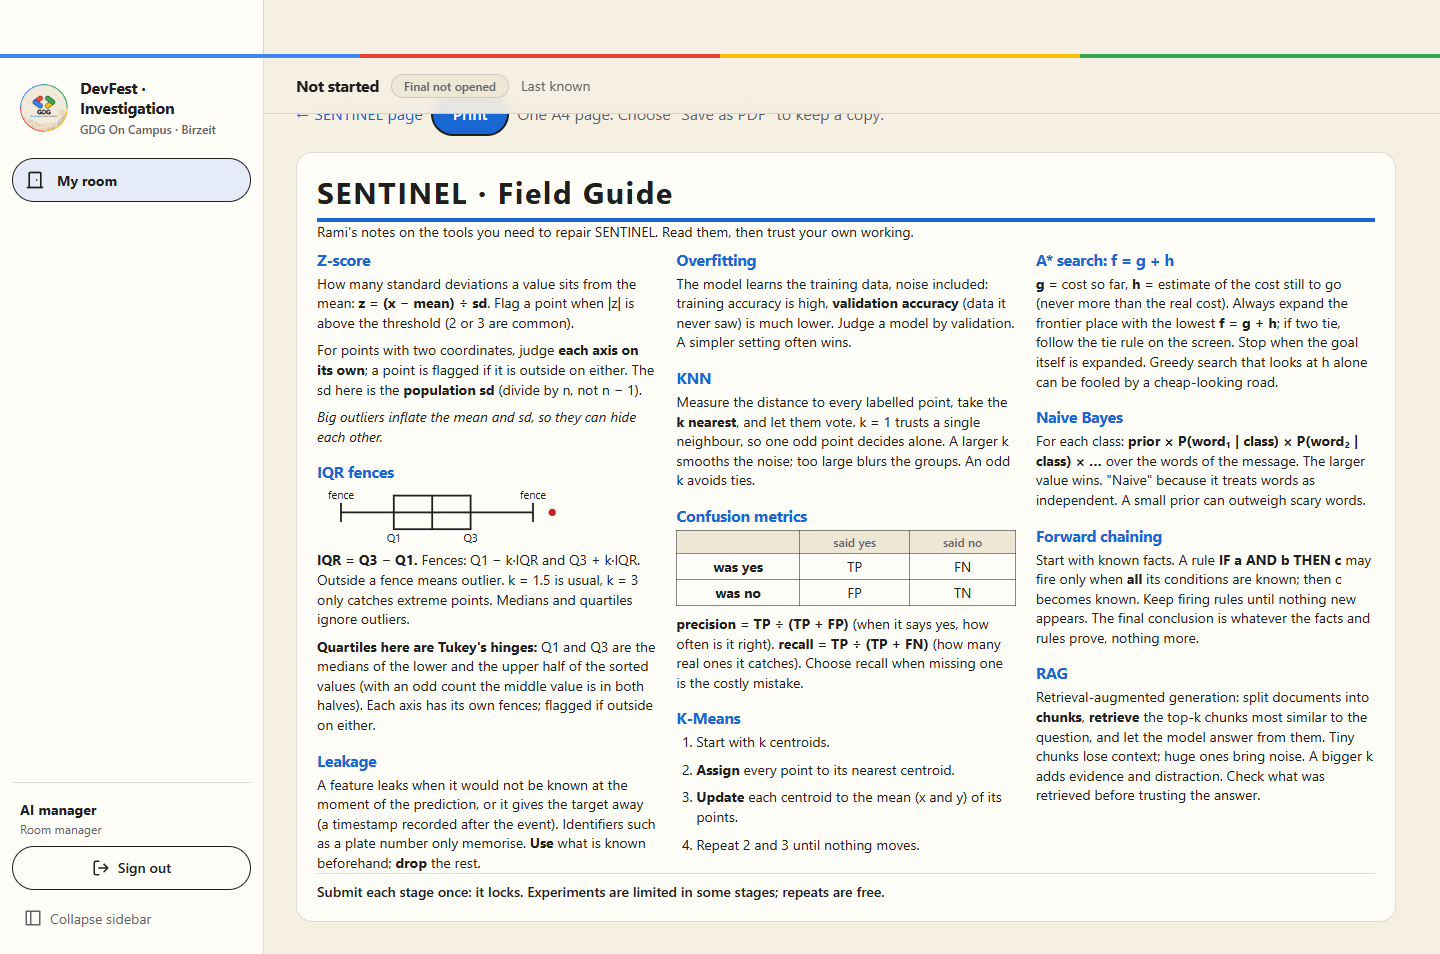 DevFest ·
Investigation
GDG On Campus · Birzeit
My room
AI manager
Room manager
Sign out
Collapse sidebar
Not started
Final not opened
Last known
← SENTINEL page
Print
One A4 page. Choose "Save as PDF" to keep a copy.
SENTINEL · Field Guide
Rami's notes on the tools you need to repair SENTINEL. Read them, then trust your own working.
Z-score
How many standard deviations a value sits from the
mean: z = (x − mean) ÷ sd. Flag a point when |z| is
above the threshold (2 or 3 are common).
For points with two coordinates, judge each axis on
its own; a point is flagged if it is outside on either. The
sd here is the population sd (divide by n, not n − 1).
Big outliers inflate the mean and sd, so they can hide
each other.
IQR fences
fence
fence
Q1
Q3
IQR = Q3 − Q1. Fences: Q1 − k·IQR and Q3 + k·IQR.
Outside a fence means outlier. k = 1.5 is usual, k = 3
only catches extreme points. Medians and quartiles
ignore outliers.
Quartiles here are Tukey's hinges: Q1 and Q3 are the
medians of the lower and the upper half of the sorted
values (with an odd count the middle value is in both
halves). Each axis has its own fences; flagged if outside
on either.
Leakage
A feature leaks when it would not be known at the
moment of the prediction, or it gives the target away
(a timestamp recorded after the event). Identifiers such
as a plate number only memorise. Use what is known
beforehand; drop the rest.
Overfitting
The model learns the training data, noise included:
training accuracy is high, validation accuracy (data it
never saw) is much lower. Judge a model by validation.
A simpler setting often wins.
KNN
Measure the distance to every labelled point, take the
k nearest, and let them vote. k = 1 trusts a single
neighbour, so one odd point decides alone. A larger k
smooths the noise; too large blurs the groups. An odd
k avoids ties.
Confusion metrics
said yes
said no
was yes
TP
FN
was no
FP
TN
precision = TP ÷ (TP + FP) (when it says yes, how
often is it right). recall = TP ÷ (TP + FN) (how many
real ones it catches). Choose recall when missing one
is the costly mistake.
K-Means
1. Start with k centroids.
2. Assign every point to its nearest centroid.
3. Update each centroid to the mean (x and y) of its
points.
4. Repeat 2 and 3 until nothing moves.
A* search: f = g + h
g = cost so far, h = estimate of the cost still to go
(never more than the real cost). Always expand the
frontier place with the lowest f = g + h; if two tie,
follow the tie rule on the screen. Stop when the goal
itself is expanded. Greedy search that looks at h alone
can be fooled by a cheap-looking road.
Naive Bayes
For each class: prior × P(word₁ | class) × P(word₂ |
class) × ... over the words of the message. The larger
value wins. "Naive" because it treats words as
independent. A small prior can outweigh scary words.
Forward chaining
Start with known facts. A rule IF a AND b THEN c may
fire only when all its conditions are known; then c
becomes known. Keep firing rules until nothing new
appears. The final conclusion is whatever the facts and
rules prove, nothing more.
RAG
Retrieval-augmented generation: split documents into
chunks, retrieve the top-k chunks most similar to the
question, and let the model answer from them. Tiny
chunks lose context; huge ones bring noise. A bigger k
adds evidence and distraction. Check what was
retrieved before trusting the answer.
Submit each stage once: it locks. Experiments are limited in some stages; repeats are free.